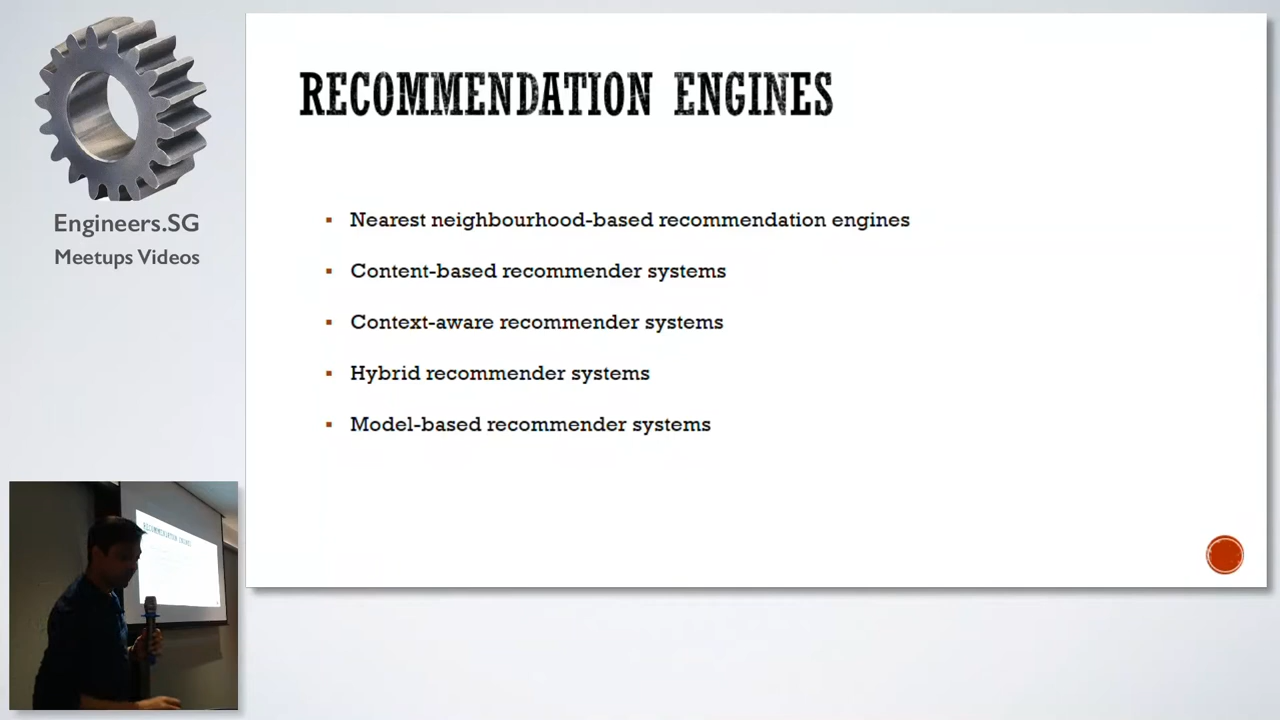 Engineers.SG
Meetups Videos
RECOMMENDATION ENGINES
Nearest neighbourhood-based recommendation engines
Content-based recommender systems
Context-aware recommender systems
Hybrid recommender systems
Model-based recommender systems